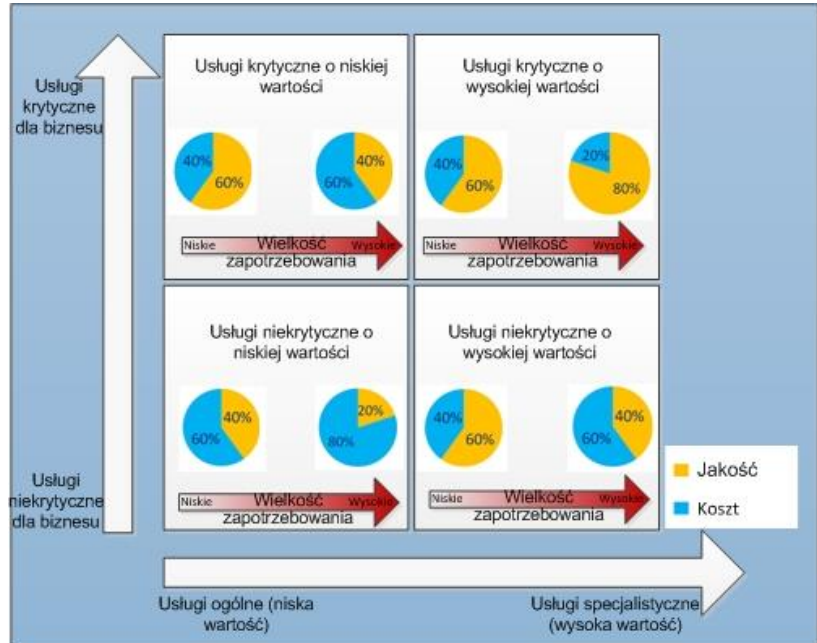 Usługi
krytyczne
dla biznesu
Usługi krytyczne o niskiej
wartości
40%
60%
40%
60%
Niskie
Wielkość
Wysokie
zapotrzebowania
Usługi krytyczne o
wysokiej wartości
40%
60%
20%
80%
Niskie
Wielkość
Wysokie
zapotrzebowania
Usługi niekrytyczne o
niskiej wartości
40%
60%
20%
80%
Niskie
Wielkość
Wysokie
zapotrzebowania
Usługi niekrytyczne o
wysokiej wartości
40%
60%
40%
60%
Niskie
Wielkość
Wysokie
zapotrzebowania
Usługi
niekrytyczne
dla biznesu
Jakość
Koszt
Usługi ogólne (niska
wartość)
Usługi specjalistyczne
(wysoka wartość)